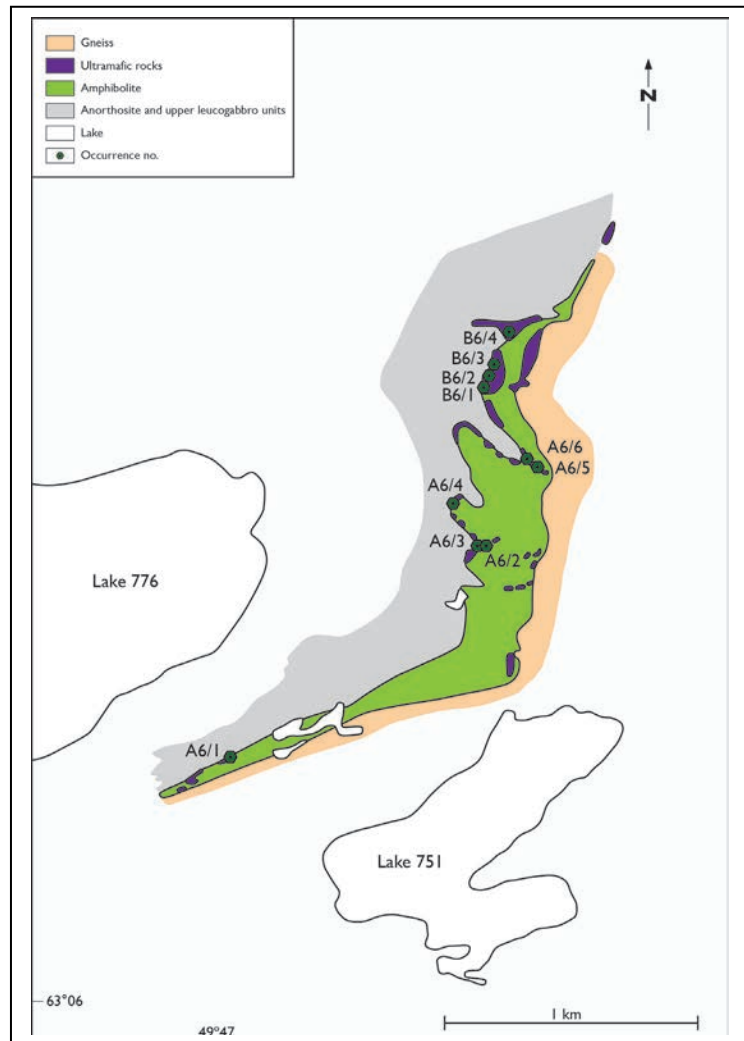 Gneiss
Ultramafic rocks
Amphibolite
Anorthosite and upper leucogabbro units
Lake
Occurrence no.
N
B6/4
B6/3
B6/2
B6/1
A6/6
A6/5
A6/4
A6/3
A6/2
Lake 776
A6/1
Lake 751
63°06
1 km
49°47